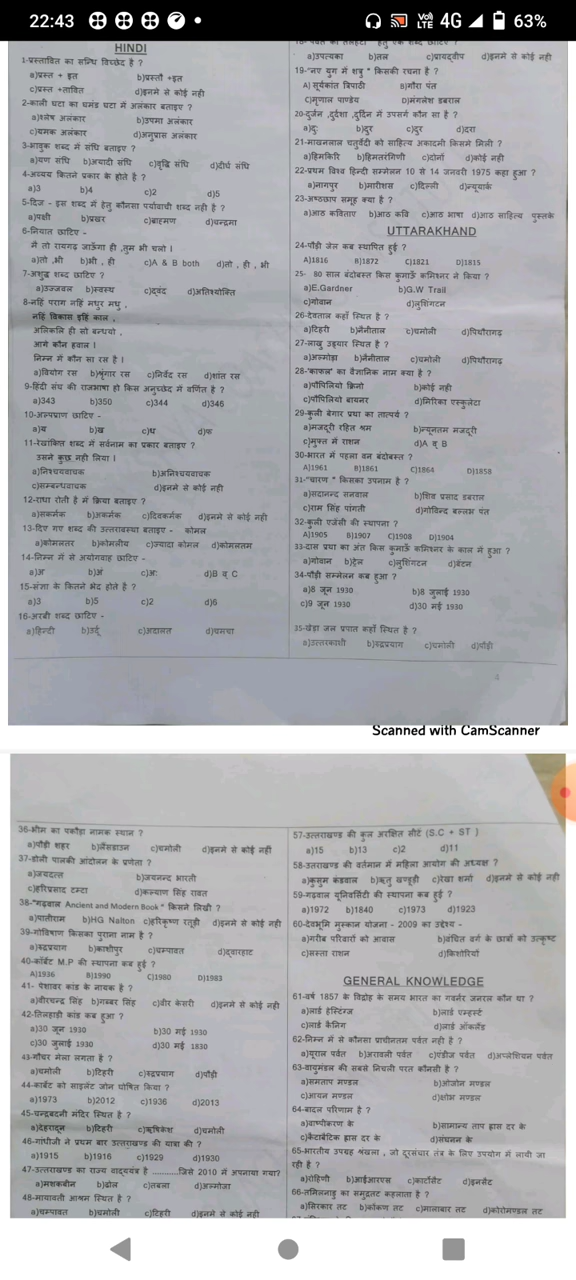 22:43
4G
63%
HINDI
1-प्रस्तावित का सन्धि विच्छेद है ?
a)प्रस्त + इत b)प्रस्तौ +इत
c)प्रस्त +तावित d)इनमे से कोई नही
2-काली घटा का घमंड घटा में अलंकार बताइए ?
a)श्लेष अलंकार b)उपमा अलंकार
c)यमक अलंकार d)अनुप्रास अलंकार
3-भावुक शब्द में संधि बताइए ?
a)यण संधि b)अयादी संधि c)वृद्धि संधि d)दीर्घ संधि
4-अव्यय कितने प्रकार के होते है ?
a)3 b)4 c)2 d)5
5-द्विज - इस शब्द में हेतु कौनसा पर्यावाची शब्द नही है ?
a)पक्षी b)प्रखर c)ब्राहमण d)चन्द्रमा
6-निपात छाटिए -
मै तो रायगढ़ जाऊँगा ही ,तुम भी चलो ।
a)तो ,भी b)भी , ही c)A & B both d)तो , ही , भी
7-अशुद्ध शब्द छाटिए ?
a)उज्जवल b)स्वस्थ c)द्वंद d)अतिश्योक्ति
8-नहिं पराग नहिं मधुर मधु ,
नहिं विकास इहिं काल ,
अलिकलि ही सो बन्धयो ,
आगे कौन हवाल ।
निम्न में कौन सा रस है ।
a)वियोग रस b)श्रृंगार रस c)निर्वेद रस d)शांत रस
9-हिंदी संघ की राजभाषा हो किस अनुच्छेद में वर्णित है ?
a)343 b)350 c)344 d)346
10-अल्पप्राण छाटिए -
a)य b)ख c)ध d)फ
11-रेखांकित शब्द में सर्वनाम का प्रकार बताइए ?
उसने कुछ नही लिया ।
a)निश्चयवाचक b)अनिश्चयवाचक
c)सम्बन्धवाचक d)इनमे से कोई नही
12-राधा रोती है में क्रिया बताइए ?
a)सकर्मक b)अकर्मक c)दिवकर्मक d)इनमे से कोई नही
13-दिए गए शब्द की उत्तरावस्था बताइए - कोमल
a)कोमलतर b)कोमलीय c)ज्यादा कोमल d)कोमलतम
14-निम्न में से अयोगवाह छाटिए -
a)अ b)अं c)अः d)B व् C
15-संज्ञा के कितने भेद होते है ?
a)3 b)5 c)2 d)6
16-अरबी शब्द छाटिए -
a)हिन्दी b)उर्दू c)अदालत d)चमचा
a)उपत्यका b)तल c)प्रायद्वीप d)इनमे से कोई नही
19-"नए युग में शत्रु " किसकी रचना है ?
A) सूर्यकांत त्रिपाठी B)गौरा पंत
C)मृणाल पाण्डेय D)मंगलेश डबराल
20-दुर्जन ,दुर्दशा ,दुर्दिन में उपसर्ग कौन सा है ?
a)दु: b)दुर c)दुर d)दरा
21-माखनलाल चतुर्वेदी को साहित्य अकादमी किसमे मिली ?
a)हिमकिरि b)हिमतरंगिणी c)दोनों d)कोई नही
22-प्रथम विश्व हिन्दी सम्मेलन 10 से 14 जनवरी 1975 कहा हुआ ?
a)नागपुर b)मारीशस c)दिल्ली d)न्यूयार्क
23-अष्ठछाप समूह क्या है ?
a)आठ कविताए b)आठ कवि c)आठ भाषा d)आठ साहित्य पुस्तके
UTTARAKHAND
24-पौड़ी जेल कब स्थापित हुई ?
A)1816 B)1872 C)1821 D)1815
25- 80 साल बंदोबस्त किस कुमाऊँ कमिश्नर ने किया ?
a)E.Gardner b)G.W Trail
c)गोवान d)लुशिंगटन
26-देवताल कहाँ स्थित है ?
a)टिहरी b)नैनीताल c)चमोली d)पिथौरागढ़
27-लाखु उड्यार स्थित है ?
a)अल्मोड़ा b)नैनीताल c)चमोली d)पिथौरागढ़
28-'काफल' का वैज्ञानिक नाम क्या है ?
a)पौपिलियो क्रिनो b)कोई नही
c)पौपिलियो बायनर d)मिरिका एस्कुलेटा
29-कुली बेगार प्रथा का तात्पर्य ?
a)मजदूरी रहित श्रम b)न्यूनतम मजदूरी
c)मुफ्त में राशन d)A व् B
30-भारत में पहला वन बंदोबस्त ?
A)1961 B)1861 C)1864 D)1858
31-"चारण " किसका उपनाम है ?
a)सदानन्द सनवाल b)शिव प्रसाद डबराल
c)राम सिंह पांगती d)गोविन्द बल्लभ पंत
32-कुली एजेंसी की स्थापना ?
A)1905 B)1907 C)1908 D)1904
33-दास प्रथा का अंत किस कुमाऊँ कमिश्नर के काल में हुआ ?
a)गोवान b)ट्रेल c)लुशिंगटन d)बैटन
34-पौड़ी सम्मेलन कब हुआ ?
a)8 जून 1930 b)8 जुलाई 1930
c)9 जून 1930 d)30 मई 1930
35-खेड़ा जल प्रपात कहाँ स्थित है ?
a)उत्तरकाशी b)रुद्रप्रयाग c)चमोली d)पौड़ी
Scanned with CamScanner
36-भीम का पकौड़ा नामक स्थान ?
a)पौड़ी शहर b)लैंसडाउन c)चमोली d)इनमे से कोई नहीं
37-डोली पालकी आंदोलन के प्रणेता ?
a)जयदत्त b)जयनन्द भारती
c)हरिप्रसाद टम्टा d)कल्याण सिंह रावत
38-"गढ़वाल Ancient and Modern Book " किसने लिखी ?
a)पातीराम b)HG Nalton c)हरिकृष्ण रतूड़ी d)इनमे से कोई नही
39-गोविषाण किसका पुराना नाम है ?
a)रुद्रप्रयाग b)काशीपुर c)चम्पावत d)द्वाराहाट
40-कॉर्बेट M.P की स्थापना कब हुई ?
A)1936 B)1990 C)1980 D)1983
41- पेशावर कांड के नायक है ?
a)वीरचन्द्र सिंह b)गब्बर सिंह c)वीर केसरी d)इनमे से कोई नही
42-तिलहाड़ी कांड कब हुआ ?
a)30 जून 1930 b)30 मई 1930
c)30 जुलाई 1930 d)30 मई 1830
43-गौचर मेला लगता है ?
a)चमोली b)टिहरी c)रुद्रप्रयाग d)पौड़ी
44-कार्बेट को साइलेंट जोन घोषित किया ?
a)1973 b)2012 c)1936 d)2013
45-चन्द्रबदनी मंदिर स्थित है ?
a)देहरादून b)टिहरी c)ऋषिकेश d)चमोली
46-गांधीजी ने प्रथम बार उत्तराखण्ड की यात्रा की ?
a)1915 b)1916 c)1929 d)1930
47-उत्तराखण्ड का राज्य वाद्ययंत्र है ..........जिसे 2010 में अपनाया गया?
a)मशकबीन b)ढोल c)तबला d)अल्गोजा
48-मायावती आश्रम स्थित है ?
a)चम्पावत b)चमोली c)टिहरी d)इनमे से कोई नही
57-उत्तराखण्ड की कुल अरक्षित सीटें (S.C + ST )
a)15 b)13 c)2 d)11
58-उतराखण्ड की वर्तमान में महिला आयोग की अध्यक्ष ?
a)कुसुम कंडवाल b)ऋतु खण्डूड़ी c)रेखा शर्मा d)इनमे से कोई नही
59-गढ़वाल यूनिवर्सिटी की स्थापना कब हुई ?
a)1972 b)1840 c)1973 d)1923
60-देवभूमि मुस्कान योजना - 2009 का उद्देश्य -
a)गरीब परिवारों को आवास b)वंचित वर्ग के छात्रों को उत्कृष्ट
c)सस्ता राशन d)किशोरियों
GENERAL KNOWLEDGE
61-वर्ष 1857 के विद्रोह के समय भारत का गवर्नर जनरल कौन था ?
a)लार्ड हेस्टिंग्ज b)लार्ड एम्हर्स्ट
c)लार्ड कैनिंग d)लार्ड ऑकलैंड
62-निम्न में से कौनसा प्राचीनतम पर्वत नही है ?
a)यूराल पर्वत b)अरावली पर्वत c)एंडीज पर्वत d)अप्लेशियन पर्वत
63-वायुमंडल की सबसे निचली परत कौनसी है ?
a)समताप मण्डल b)ओजोन मण्डल
c)आयन मण्डल d)क्षोभ मण्डल
64-बादल परिणाम है ?
a)वाष्पीकरण के b)सामान्य ताप ह्रास दर के
c)कैटाबेटिक ह्रास दर के d)संघनन के
65-भारतीय उपग्रह श्रंखला , जो दूरसंचार तंत्र के लिए उपयोग में लायी जा
रही है ?
a)रोहिणी b)आईआरएस c)कार्टोसैट d)इनसैट
66-तमिलनाडु का समुद्रतट कहलाता है ?
a)सिरकार तट b)कोंकण तट c)मालाबार तट d)कोरोमण्डल तट